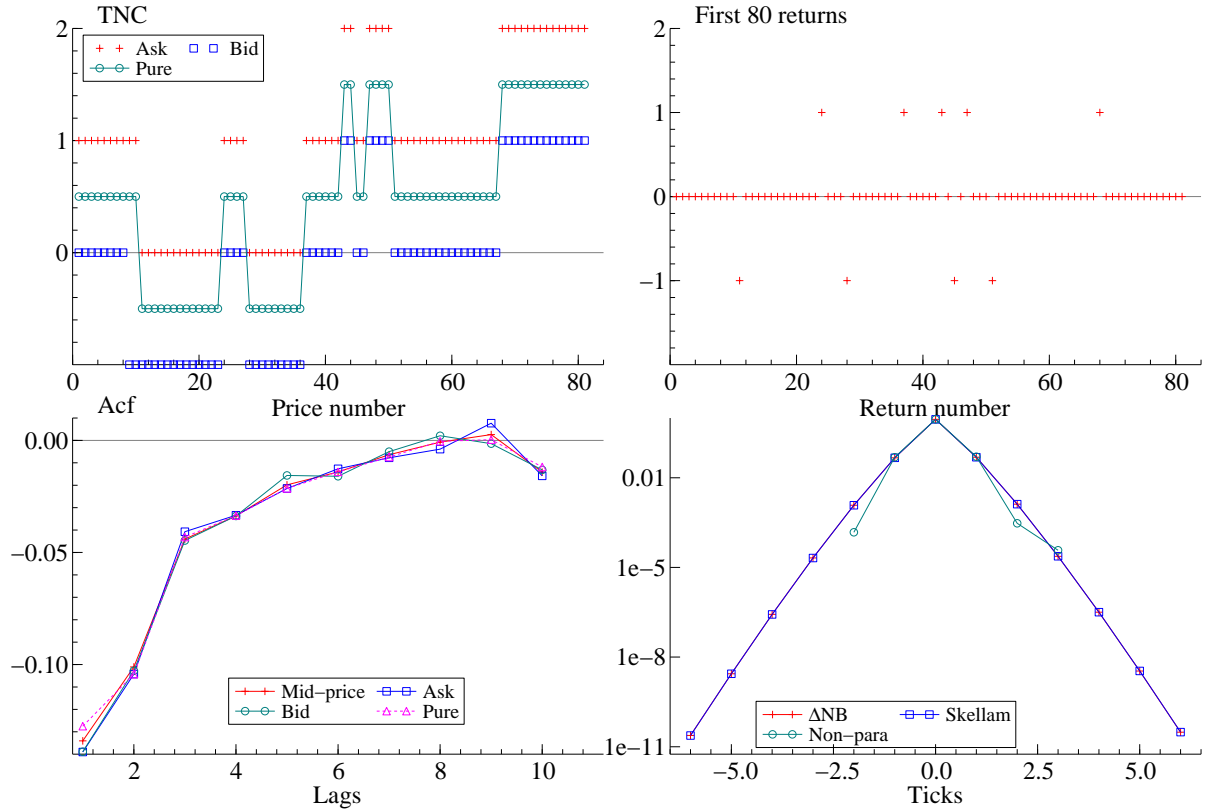 TNC
2
1
0
Ask
Bid
Pure
0
20
40
60
80
Price number
First 80 returns
2
1
0
−1
0
20
40
60
80
Return number
Acf
0.00
−0.05
−0.10
Mid−price
Ask
Bid
Pure
2
4
6
8
10
Lags
0.01
1e−5
1e−8
1e−11
ΔNB
Skellam
Non−para
−5.0
−2.5
0.0
2.5
5.0
Ticks